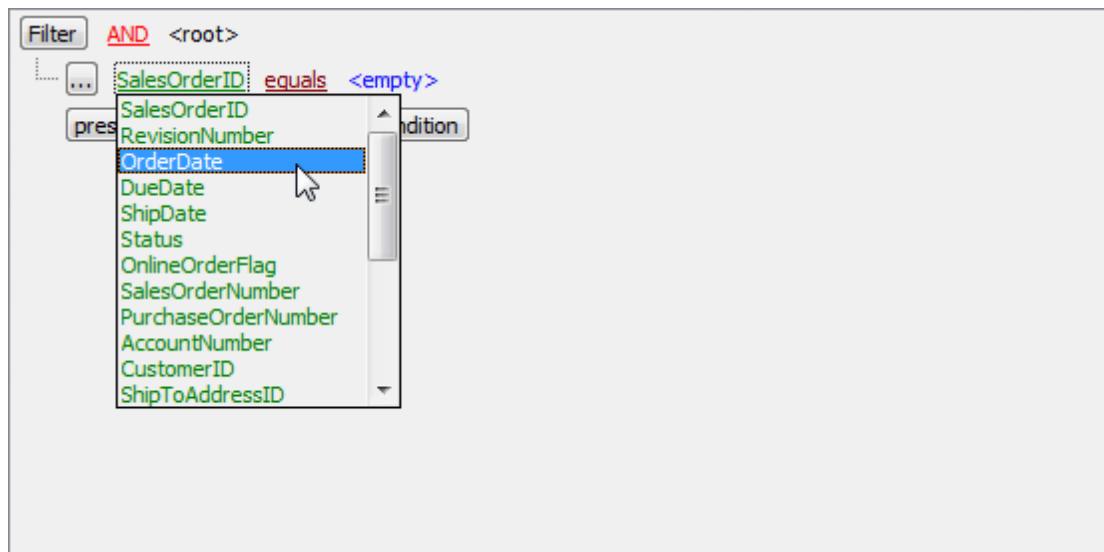 Filter AND <root>
... SalesOrderID equals <empty>
SalesOrderID
RevisionNumber
OrderDate
DueDate
ShipDate
Status
OnlineOrderFlag
SalesOrderNumber
PurchaseOrderNumber
AccountNumber
CustomerID
ShipToAddressID